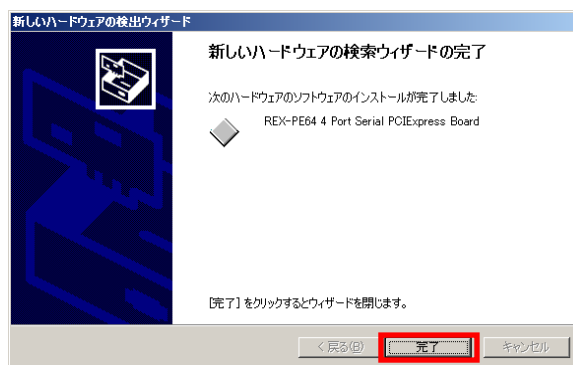 新しいハードウェアの検出ウィザード
新しいハードウェアの検索ウィザードの完了
次のハードウェアのソフトウェアのインストールが完了しました:
REX-PE64 4 Port Serial PCIExpress Board
[完了] をクリックするとウィザードを閉じます。
< 戻る(B) 完了 キャンセル